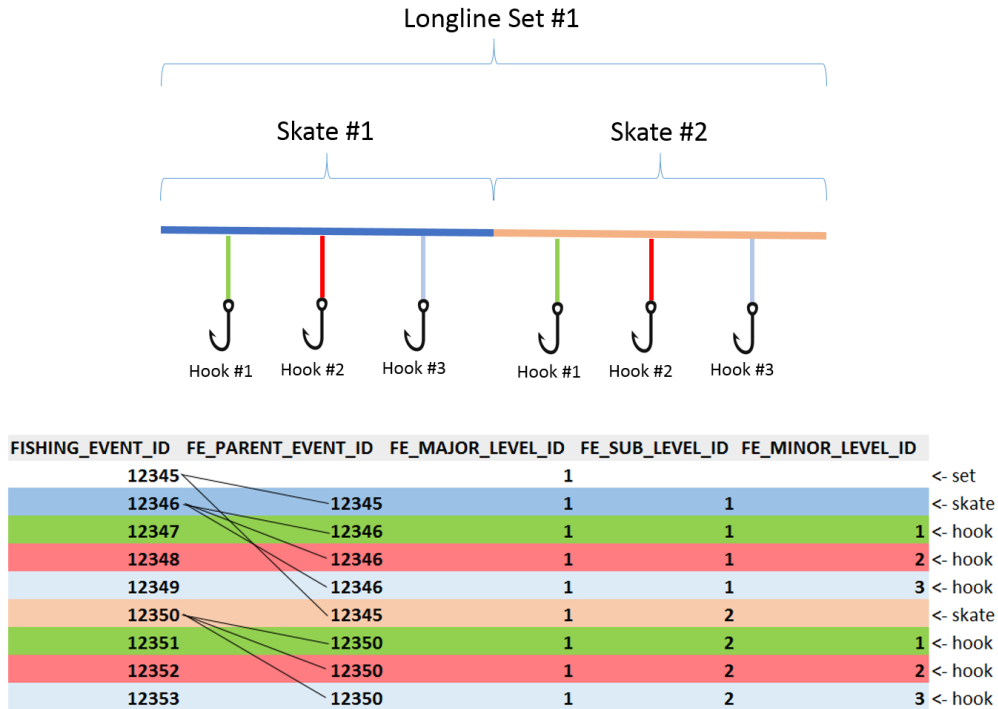 Longline Set #1
Skate #1 Skate #2
Hook #1 Hook #2 Hook #3 Hook #1 Hook #2 Hook #3
FISHING_EVENT_ID FE_PARENT_EVENT_ID FE_MAJOR_LEVEL_ID FE_SUB_LEVEL_ID FE_MINOR_LEVEL_ID
12345 1 <- set
12346 12345 1 1 <- skate
12347 12346 1 1 1 <- hook
12348 12346 1 1 2 <- hook
12349 12346 1 1 3 <- hook
12350 12345 1 2 <- skate
12351 12350 1 2 1 <- hook
12352 12350 1 2 2 <- hook
12353 12350 1 2 3 <- hook